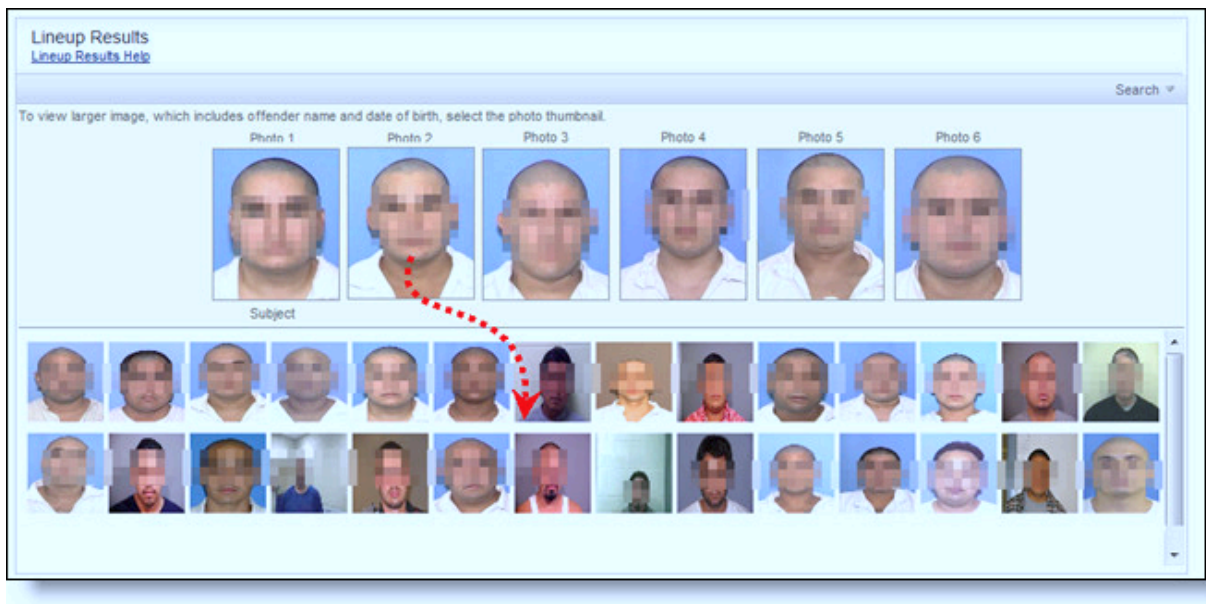 Lineup Results
Lineup Results Help
Search
To view larger image, which includes offender name and date of birth, select the photo thumbnail.
Photo 1 Photo 2 Photo 3 Photo 4 Photo 5 Photo 6
Subject